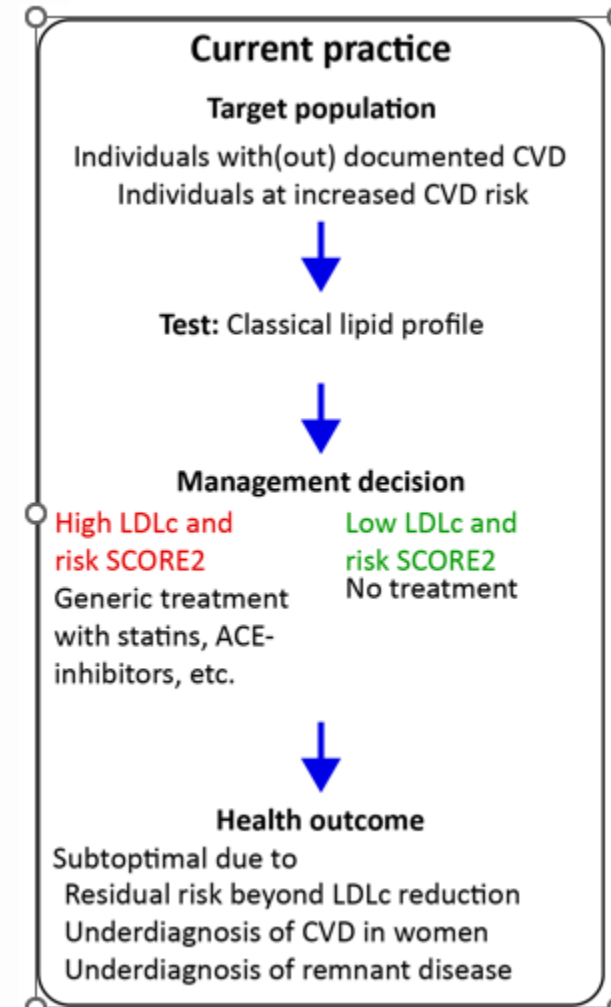 Current practice
Target population
Individuals with(out) documented CVD
Individuals at increased CVD risk
Test: Classical lipid profile
Management decision
High LDLc and
risk SCORE2
Generic treatment
with statins, ACE-
inhibitors, etc.
Low LDLc and
risk SCORE2
No treatment
Health outcome
Subtoptimal due to
Residual risk beyond LDLc reduction
Underdiagnosis of CVD in women
Underdiagnosis of remnant disease